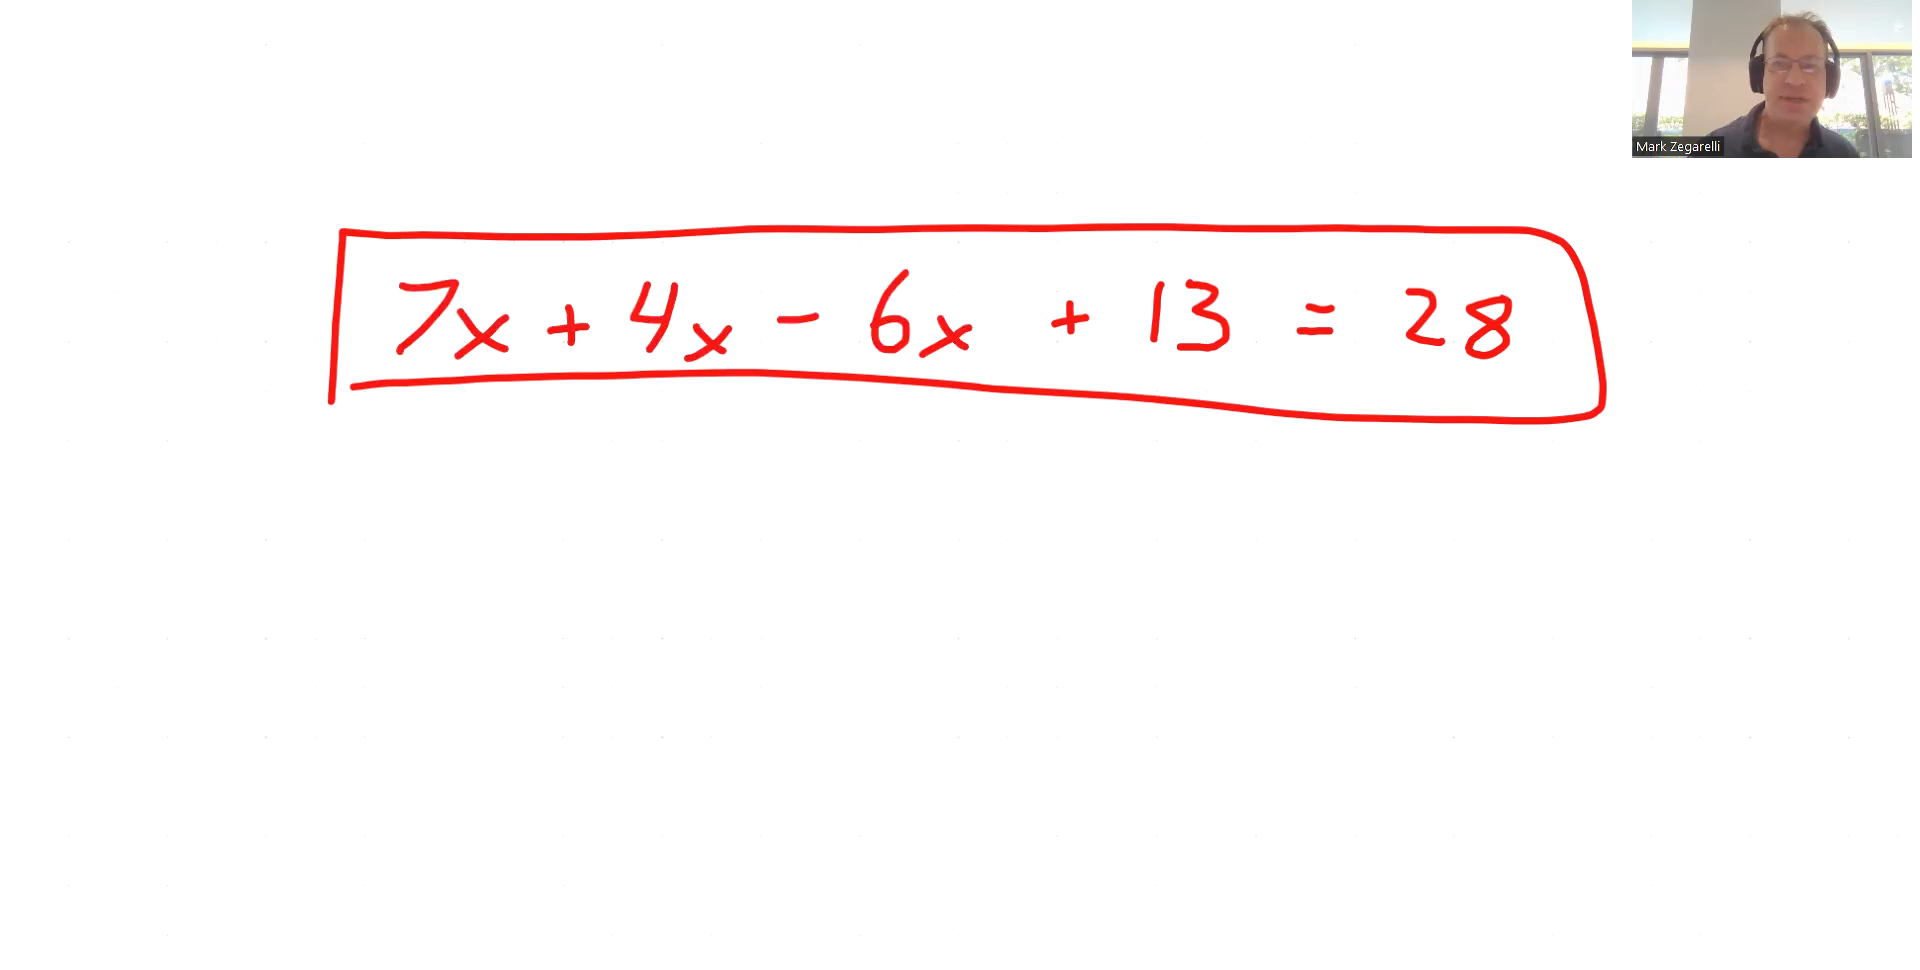 Mark Zegarelli
7x + 4x - 6x + 13 = 28